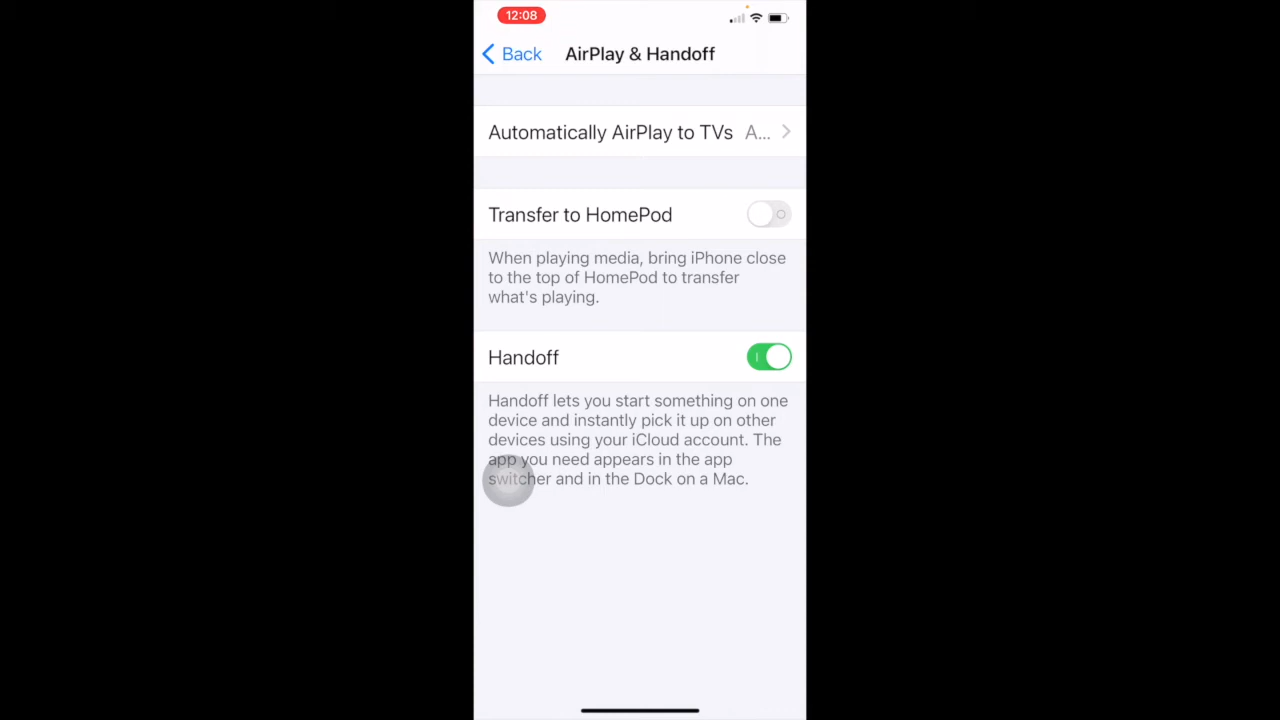 12:08
Back
AirPlay & Handoff
Automatically AirPlay to TVs A...
Transfer to HomePod
When playing media, bring iPhone close
to the top of HomePod to transfer
what's playing.
Handoff
Handoff lets you start something on one
device and instantly pick it up on other
devices using your iCloud account. The
app you need appears in the app
switcher and in the Dock on a Mac.